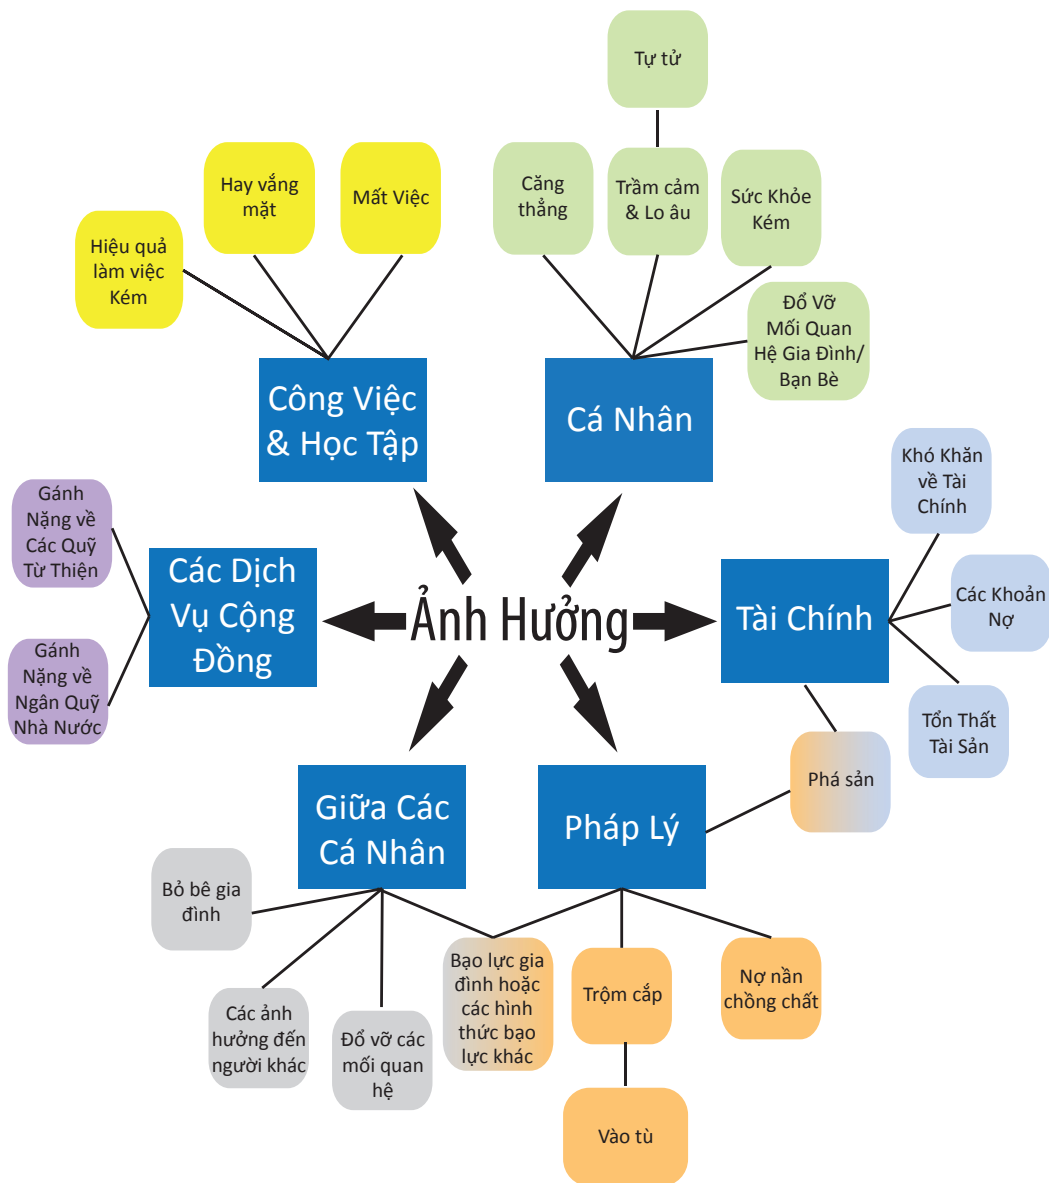 Tự tử
Hay vắng
mặt
Mất Việc
Căng
thẳng
Trầm cảm
& Lo âu
Sức Khỏe
Kém
Hiệu quả
làm việc
Kém
Đổ Vỡ
Mối Quan
Hệ Gia Đình/
Bạn Bè
Công Việc
& Học Tập
Cá Nhân
Khó Khăn
về Tài
Chính
Gánh
Nặng về
Các Quỹ
Từ Thiện
Các Dịch
Vụ Cộng
Đồng
Ảnh Hưởng
Tài Chính
Các Khoản
Nợ
Gánh
Nặng về
Ngân Quỹ
Nhà Nước
Tổn Thất
Tài Sản
Phá sản
Giữa Các
Cá Nhân
Pháp Lý
Bỏ bê gia
đình
Các ảnh
hưởng đến
người khác
Đổ vỡ các
mối quan
hệ
Bạo lực gia
đình hoặc
các hình
thức bạo
lực khác
Trộm cắp
Nợ nần
chồng chất
Vào tù